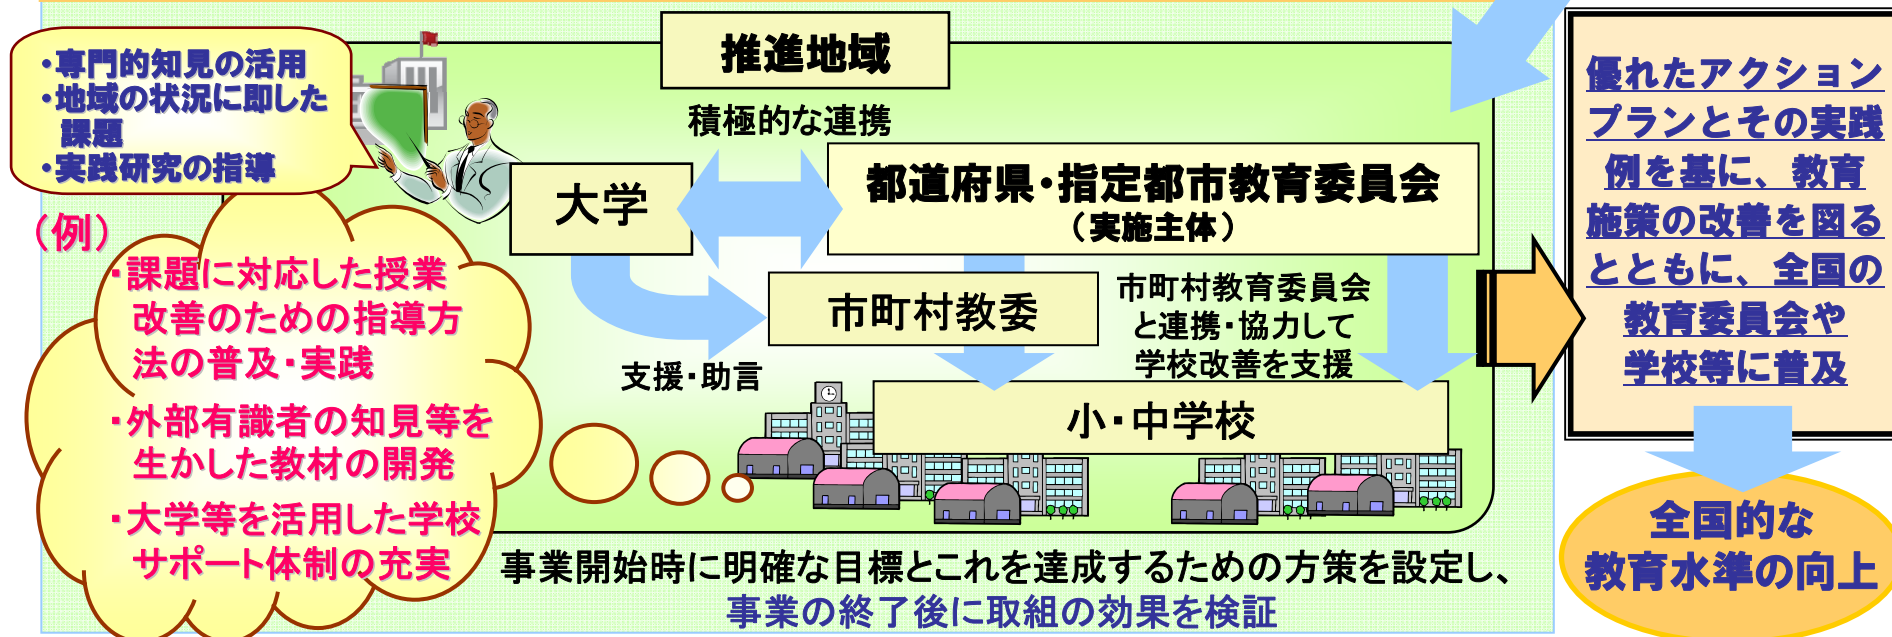 推進地域
・専門的知見の活用
・地域の状況に即した
課題
・実践研究の指導
積極的な連携
大学
都道府県・指定都市教育委員会
（実施主体）
（例）
・課題に対応した授業
改善のための指導方
法の普及・実践
・外部有識者の知見等を
生かした教材の開発
・大学等を活用した学校
サポート体制の充実
市町村教委
市町村教育委員会
と連携・協力して
学校改善を支援
支援・助言
小・中学校
事業開始時に明確な目標とこれを達成するための方策を設定し、
事業の終了後に取組の効果を検証
優れたアクション
プランとその実践
例を基に、教育
施策の改善を図る
とともに、全国の
教育委員会や
学校等に普及
全国的な
教育水準の向上